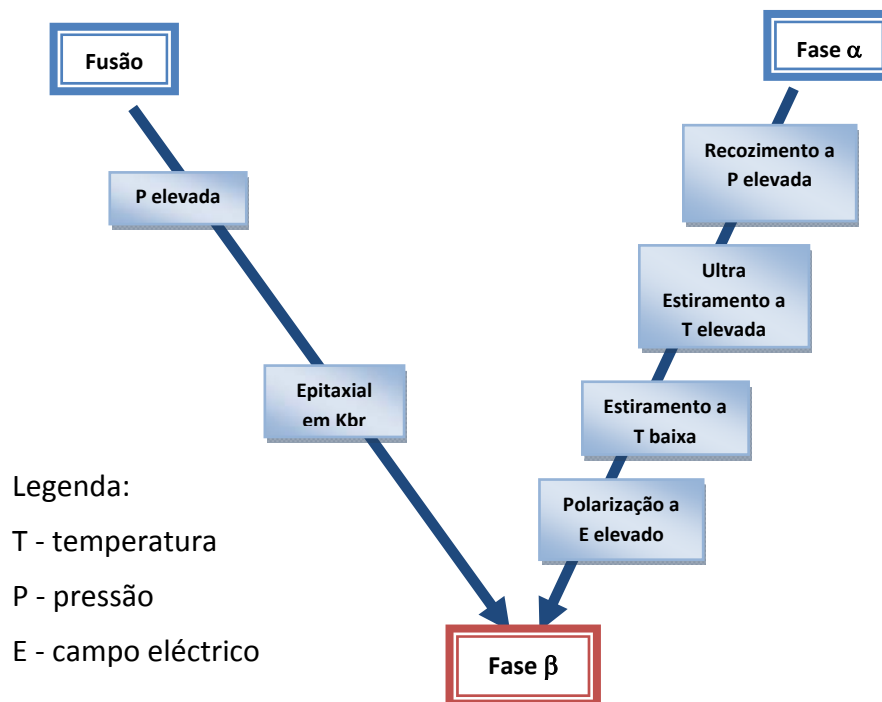 Fusão
Fase α
Recozimento a
P elevada
P elevada
Ultra
Estiramento a
T elevada
Epitaxial
em Kbr
Estiramento a
T baixa
Legenda:
T - temperatura
P - pressão
E - campo eléctrico
Polarização a
E elevado
Fase β